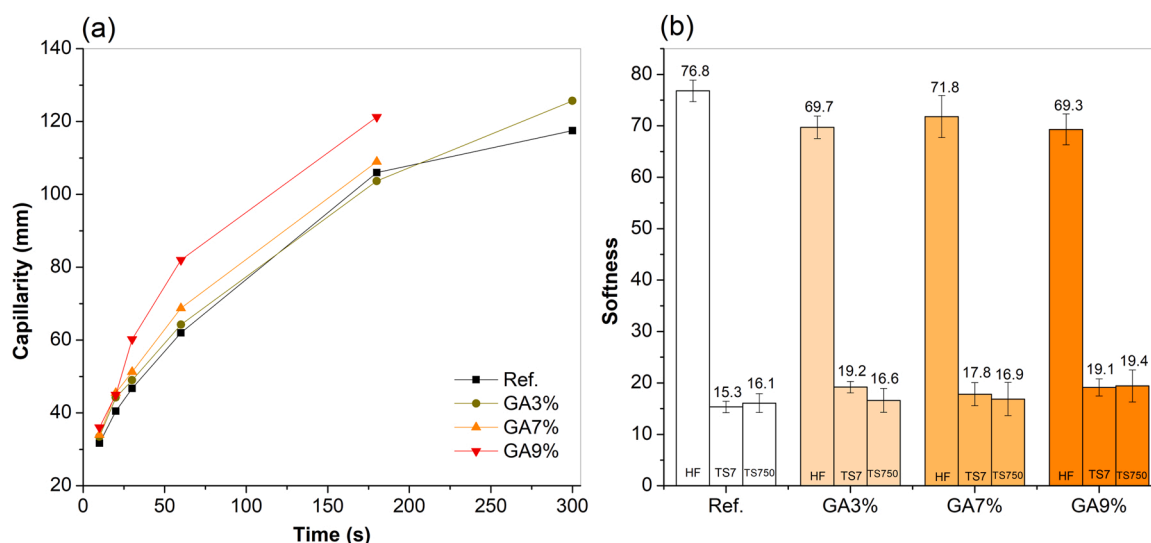 (a)
140
120
100
80
60
40
20
0 50 100 150 200 250 300
Capillarity (mm)
Time (s)
Ref.
GA3%
GA7%
GA9%
(b)
80
70
60
50
40
30
20
10
0
Softness
76.8
15.3
16.1
69.7
19.2
16.6
71.8
17.8
16.9
69.3
19.1
19.4
HF TS7 TS750 HF TS7 TS750 HF TS7 TS750 HF TS7 TS750
Ref. GA3% GA7% GA9%